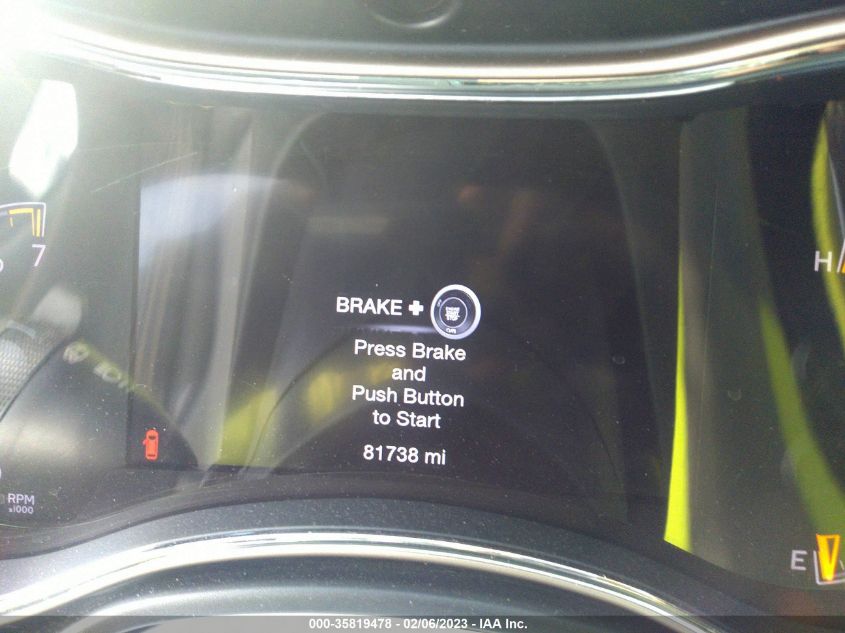 7
H
BRAKE +
Press Brake
and
Push Button
to Start
81738 mi
RPM
x1000
E
000-35819478 - 02/06/2023 - IAA Inc.